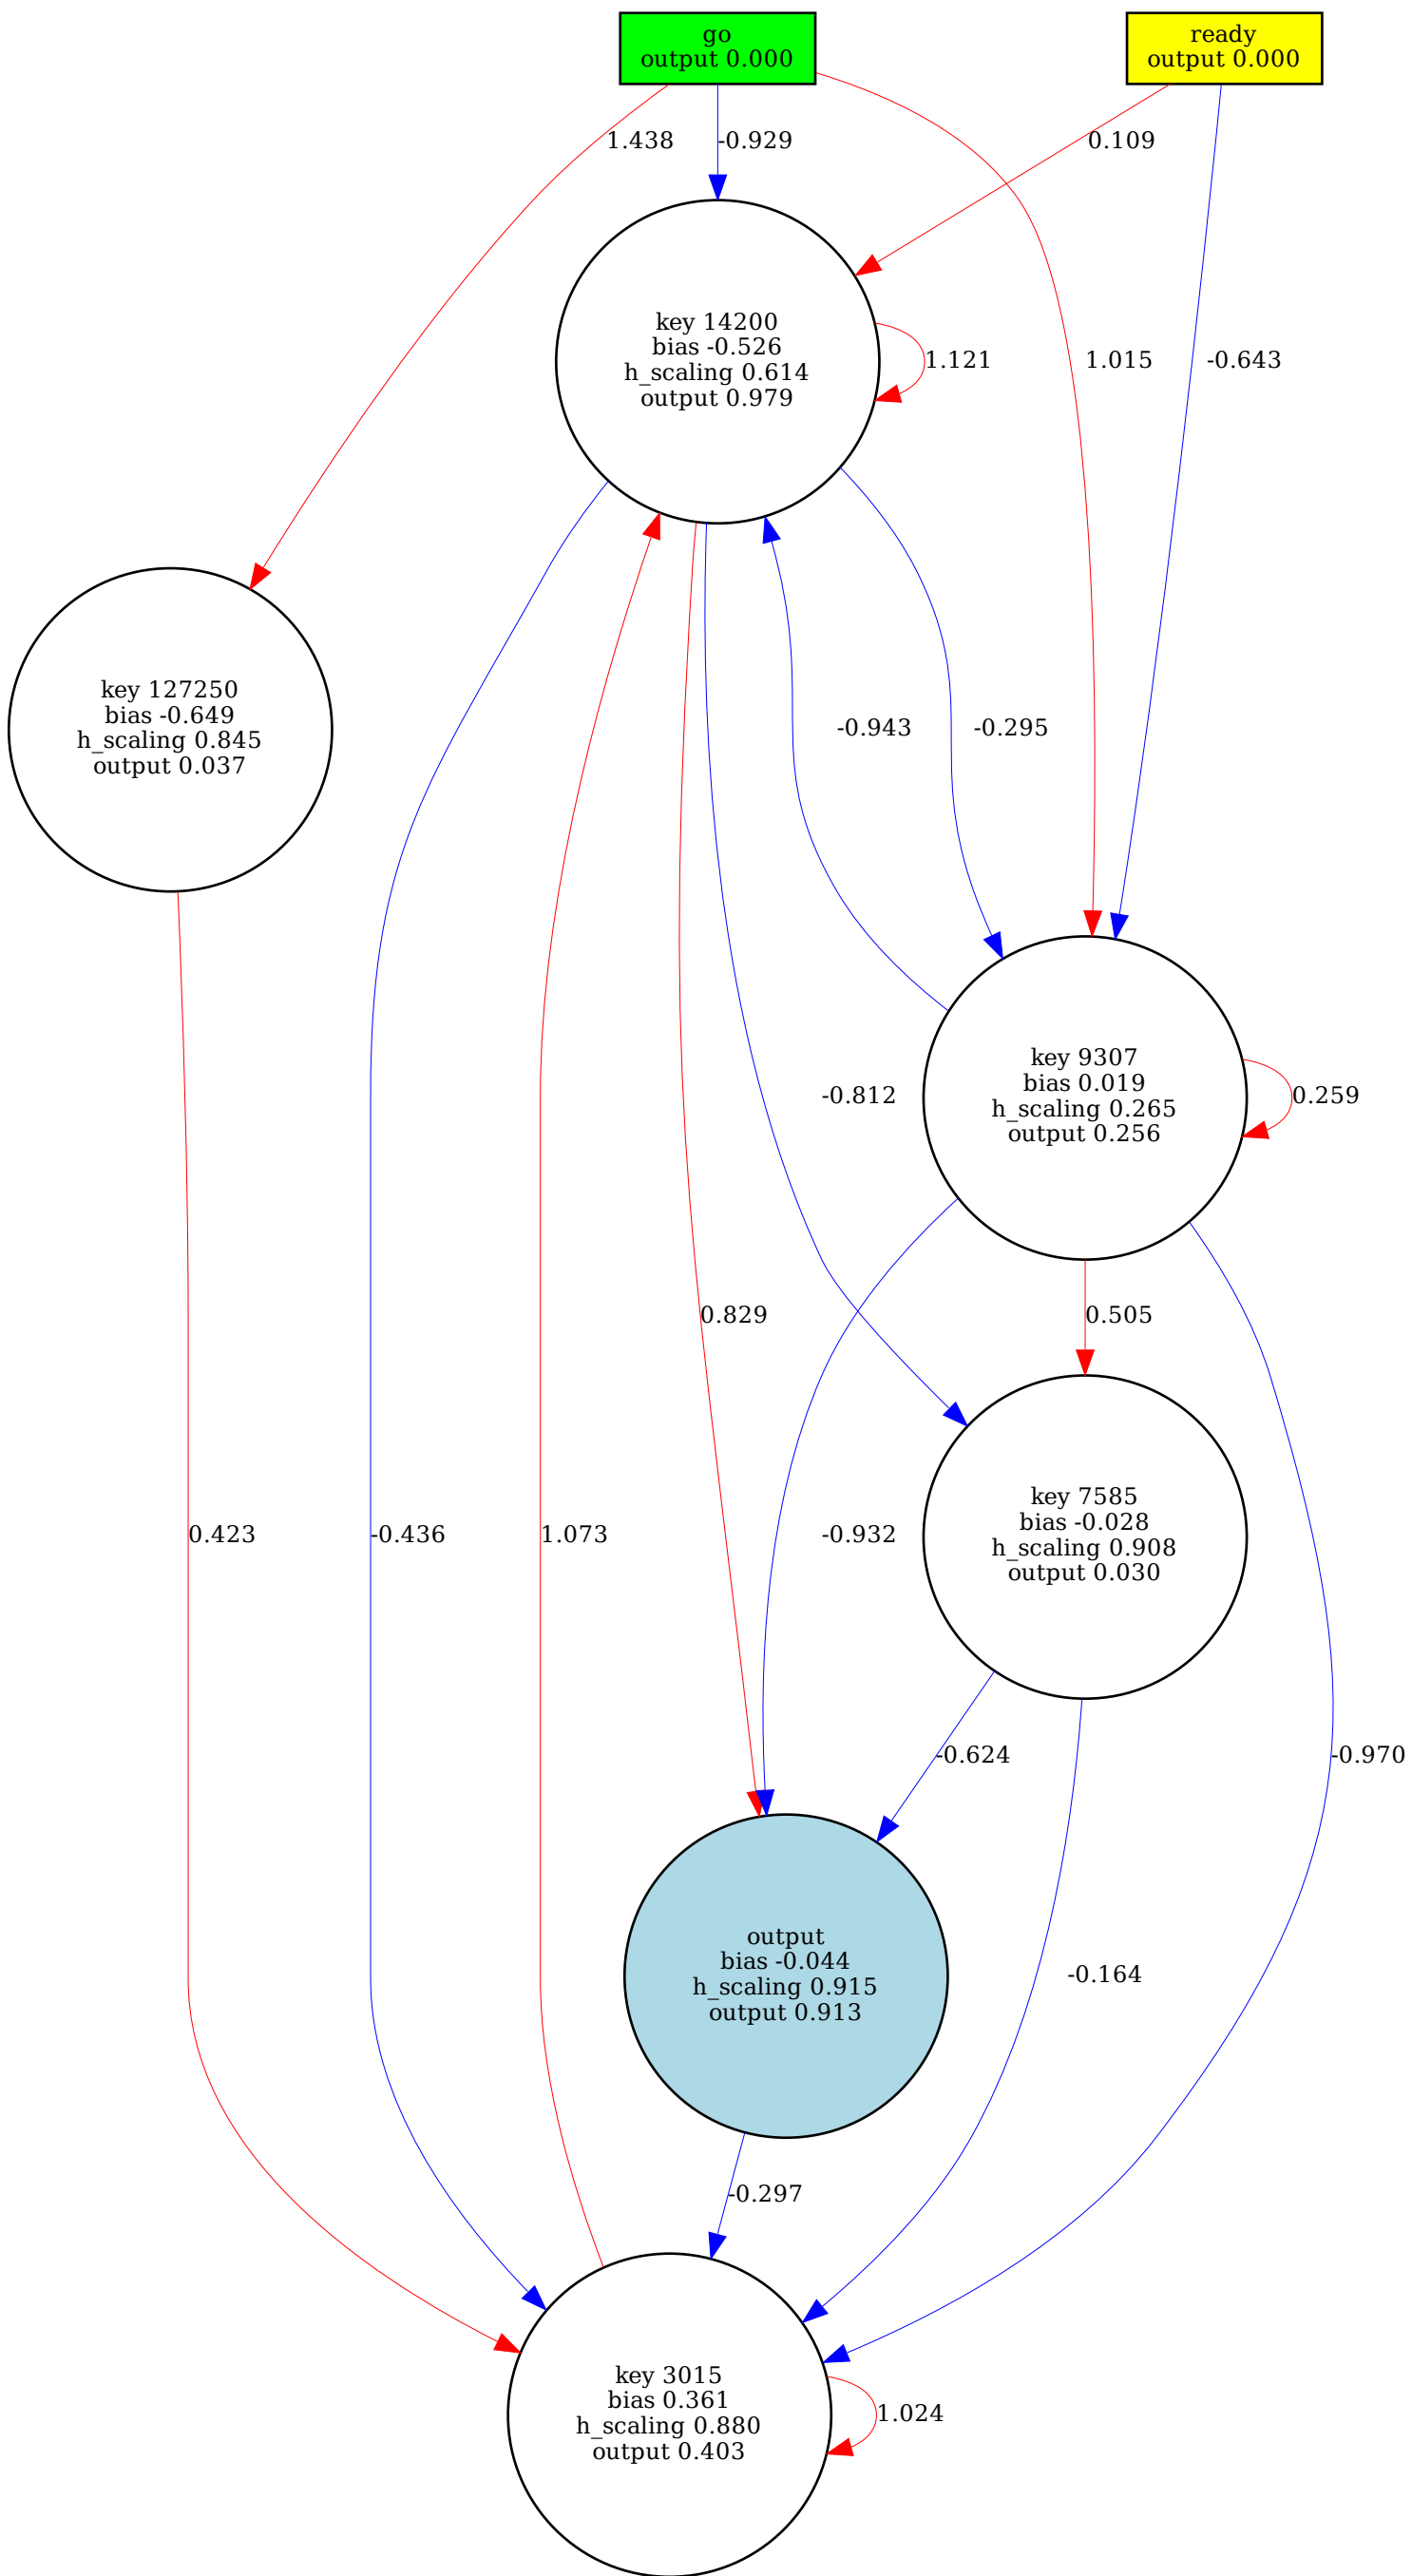 go
output 0.000
ready
output 0.000
1.438
-0.929
0.109
key 14200
bias -0.526
h_scaling 0.614
output 0.979
1.121
1.015
-0.643
key 127250
bias -0.649
h_scaling 0.845
output 0.037
-0.943
-0.295
key 9307
bias 0.019
h_scaling 0.265
output 0.256
-0.812
0.259
0.829
0.505
key 7585
bias -0.028
h_scaling 0.908
output 0.030
0.423
-0.436
1.073
-0.932
-0.624
-0.970
output
bias -0.044
h_scaling 0.915
output 0.913
-0.164
-0.297
key 3015
bias 0.361
h_scaling 0.880
output 0.403
1.024